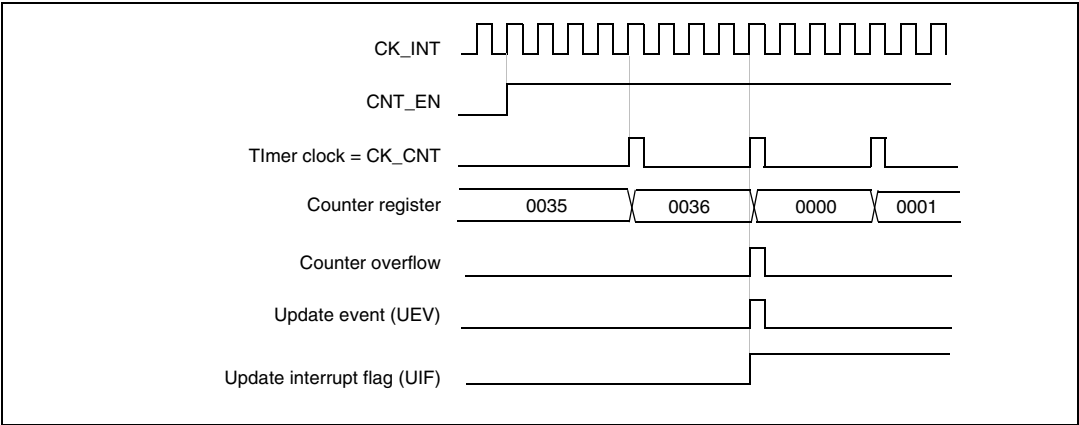 CK_INT
CNT_EN
TImer clock = CK_CNT
Counter register 0035 0036 0000 0001
Counter overflow
Update event (UEV)
Update interrupt flag (UIF)